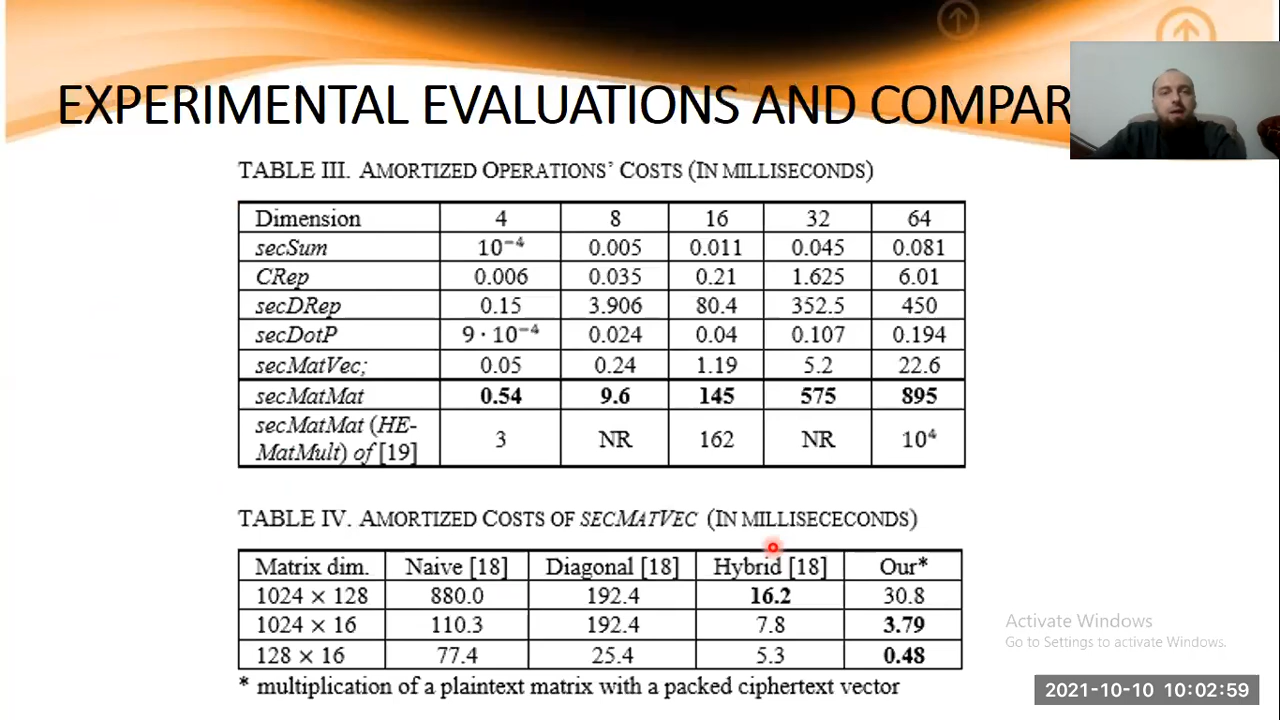 EXPERIMENTAL EVALUATIONS AND COMPAR
TABLE III. AMORTIZED OPERATIONS’ COSTS (IN MILLISECONDS)
Dimension 4 8 16 32 64
secSum 10⁻⁴ 0.005 0.011 0.045 0.081
CRep 0.006 0.035 0.21 1.625 6.01
secDRep 0.15 3.906 80.4 352.5 450
secDotP 9 · 10⁻⁴ 0.024 0.04 0.107 0.194
secMatVec; 0.05 0.24 1.19 5.2 22.6
secMatMat 0.54 9.6 145 575 895
secMatMat (HE-
MatMult) of [19] 3 NR 162 NR 10⁴
TABLE IV. AMORTIZED COSTS OF SECMATVEC (IN MILLISECECONDS)
Matrix dim. Naive [18] Diagonal [18] Hybrid [18] Our*
1024 × 128 880.0 192.4 16.2 30.8
1024 × 16 110.3 192.4 7.8 3.79
128 × 16 77.4 25.4 5.3 0.48
* multiplication of a plaintext matrix with a packed ciphertext vector
Activate Windows
Go to Settings to activate Windows.
2021-10-10 10:02:59